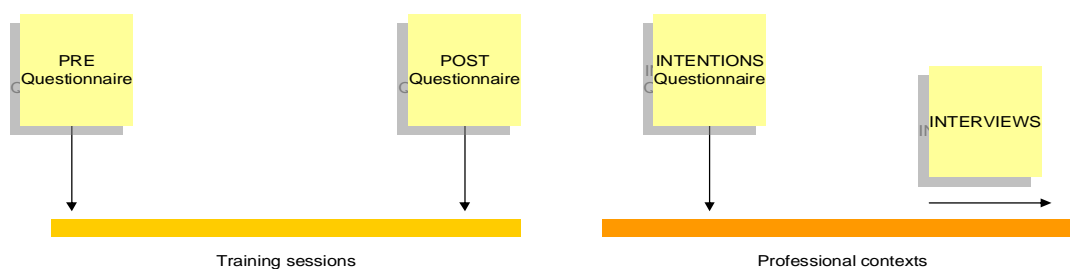 PRE
Questionnaire
POST
Questionnaire
INTENTIONS
Questionnaire
INTERVIEWS
Training sessions
Professional contexts